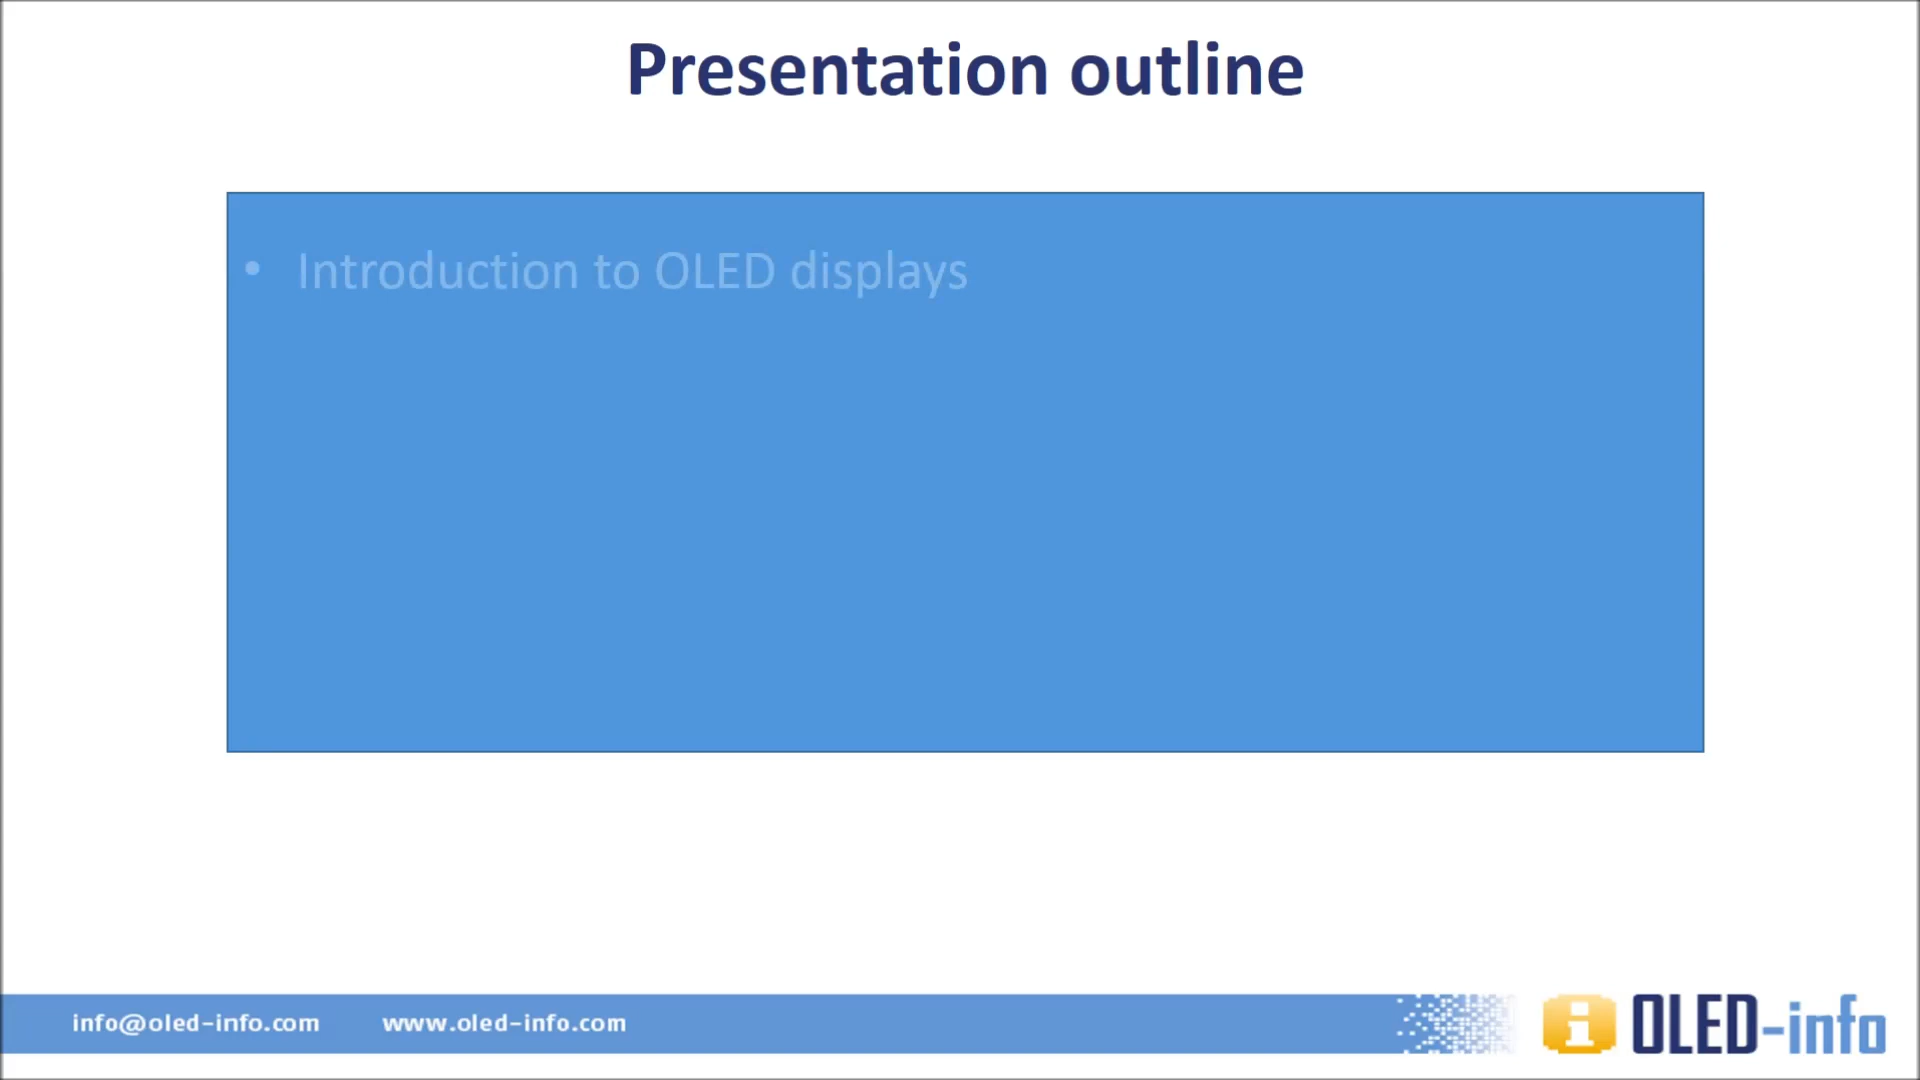 Presentation outline
• Introduction to OLED displays
info@oled-info.com www.oled-info.com
i OLED-info